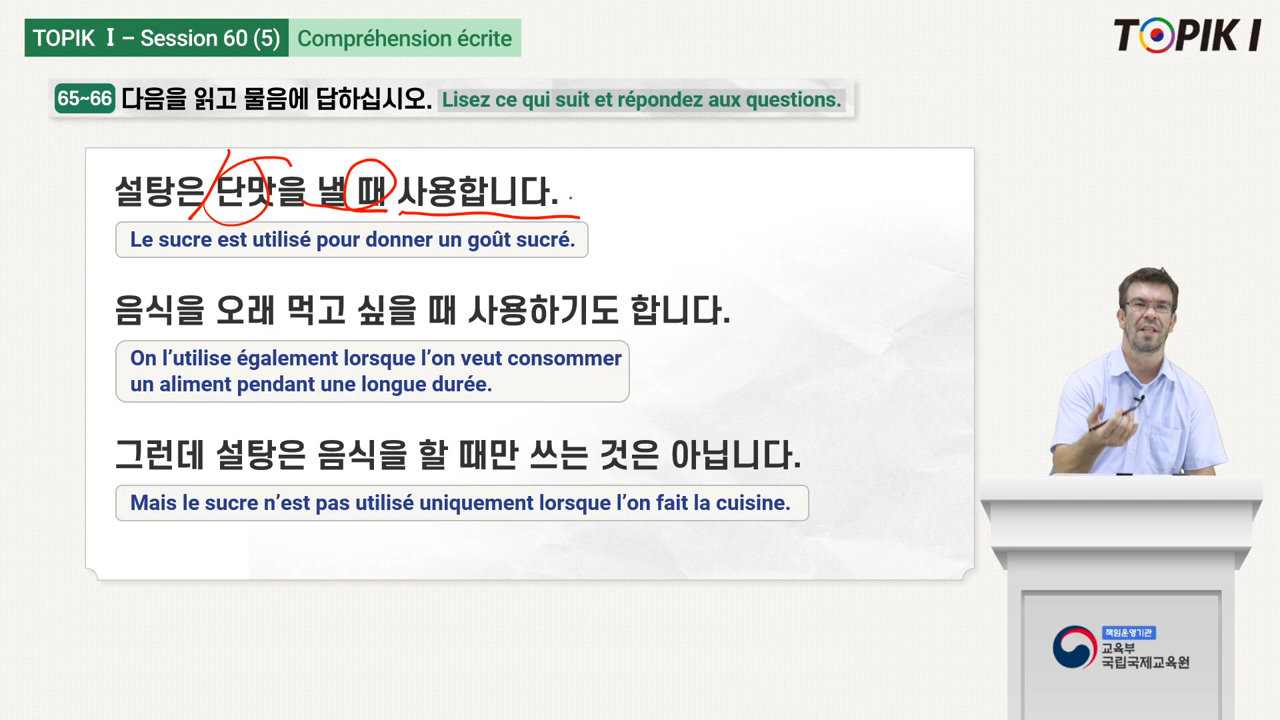 TOPIK Ⅰ – Session 60 (5) Compréhension écrite
TOPIK I
65~66 다음을 읽고 물음에 답하십시오. Lisez ce qui suit et répondez aux questions.
설탕은 단맛을 낼 때 사용합니다.
Le sucre est utilisé pour donner un goût sucré.
음식을 오래 먹고 싶을 때 사용하기도 합니다.
On l’utilise également lorsque l’on veut consommer
un aliment pendant une longue durée.
그런데 설탕은 음식을 할 때만 쓰는 것은 아닙니다.
Mais le sucre n’est pas utilisé uniquement lorsque l’on fait la cuisine.
책임운영기관
교육부
국립국제교육원